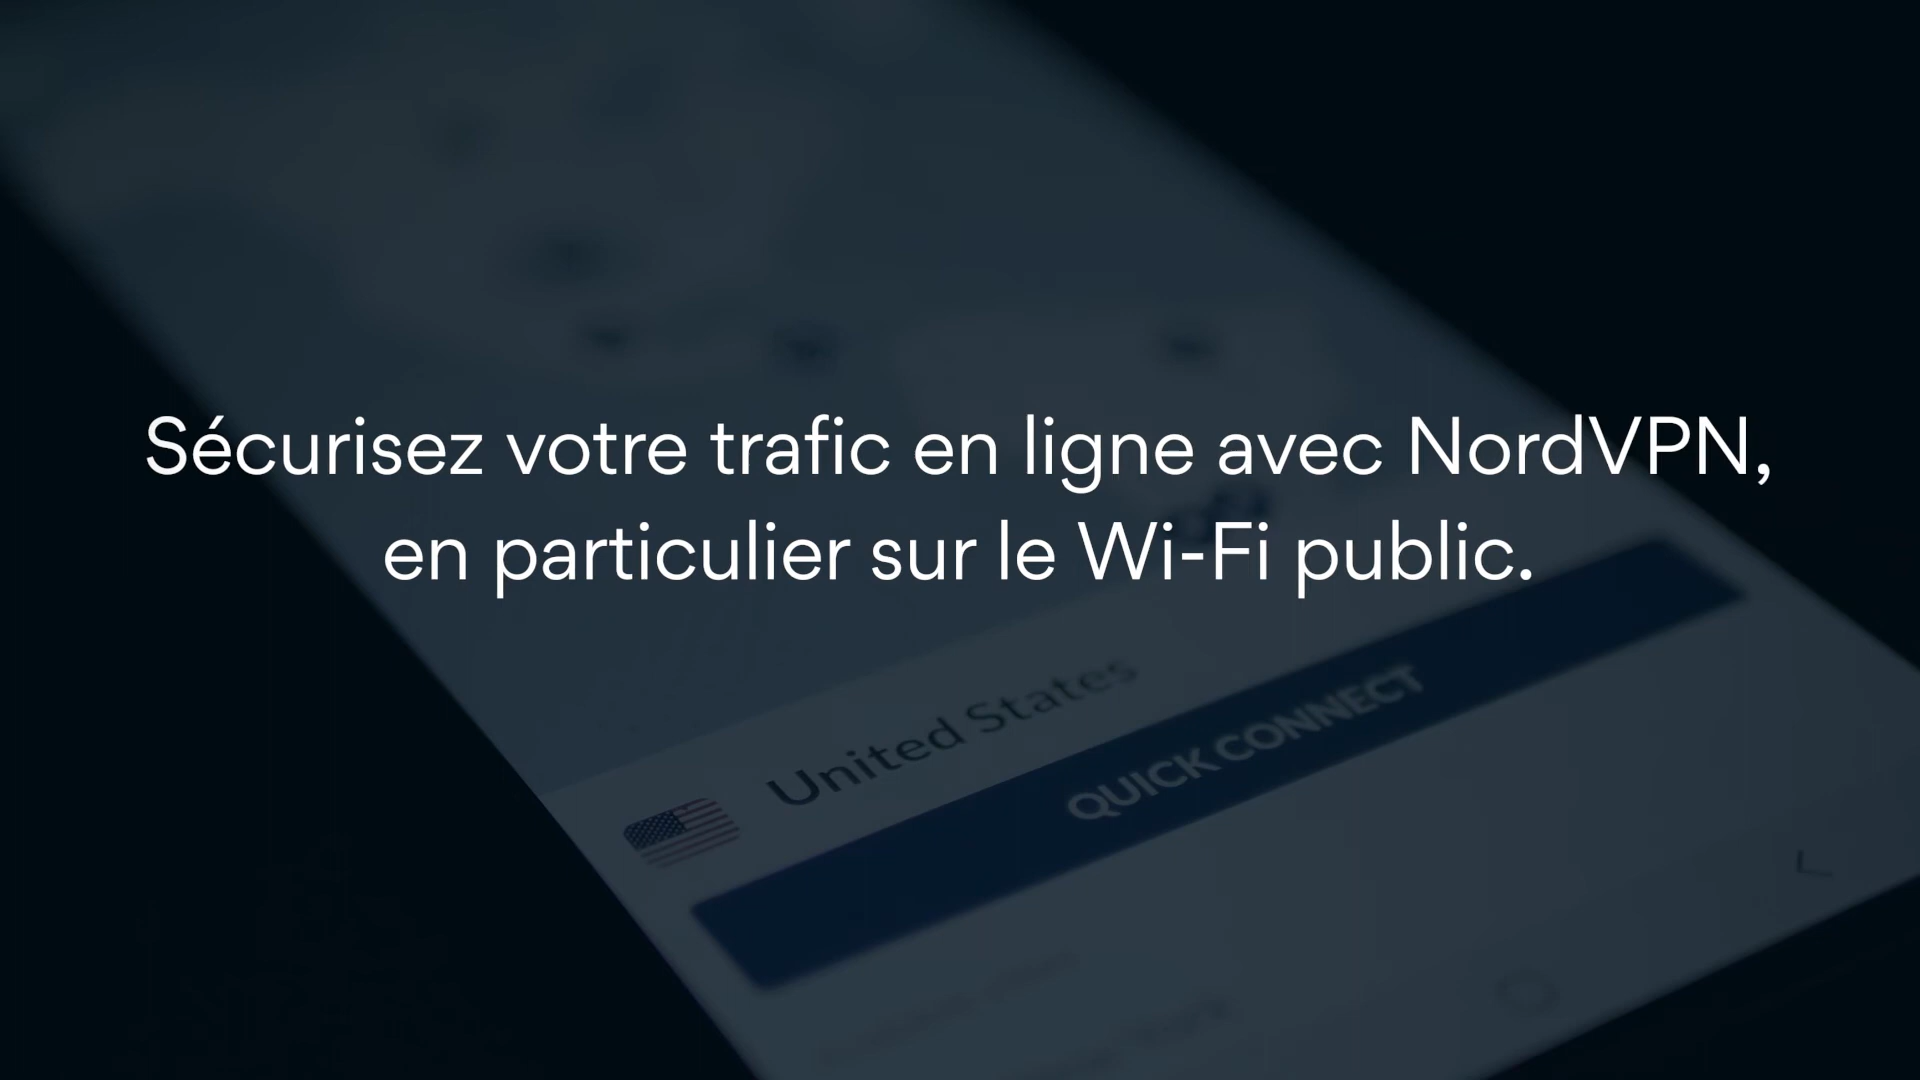 Sécurisez votre trafic en ligne avec NordVPN,
en particulier sur le Wi-Fi public.
United States
QUICK CONNECT